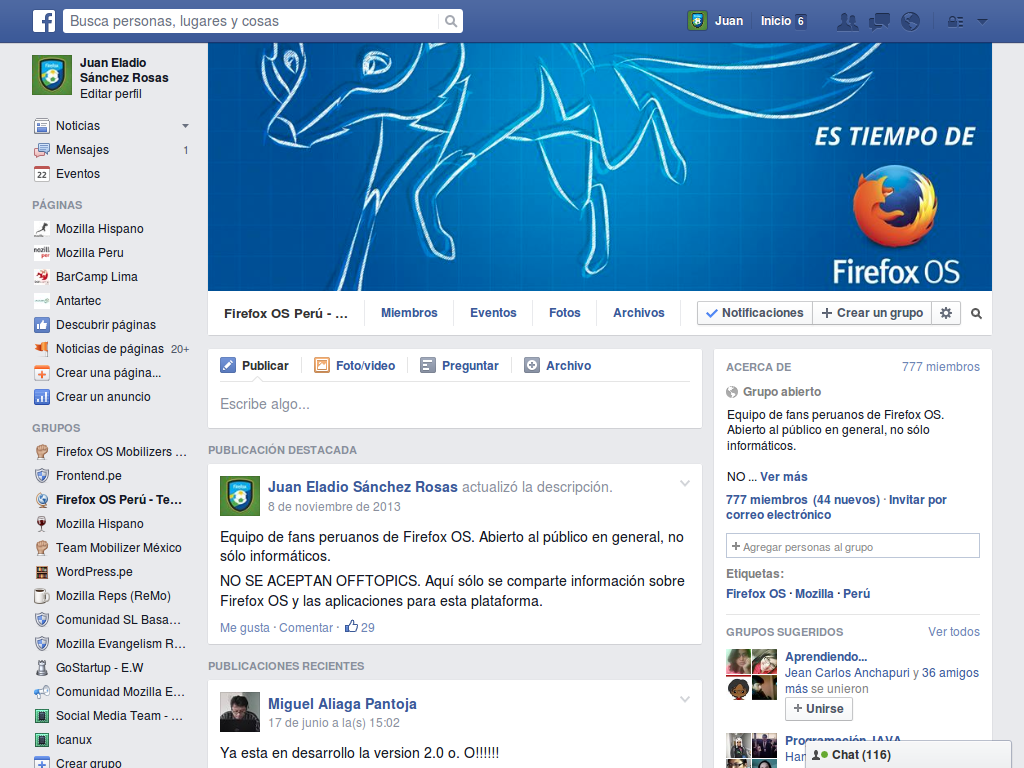 Busca personas, lugares y cosas
Juan
Inicio 6
Juan Eladio
Sánchez Rosas
Editar perfil
Noticias
Mensajes 1
22 Eventos
PÁGINAS
Mozilla Hispano
Mozilla Peru
BarCamp Lima
Antartec
Descubrir páginas
Noticias de páginas 20+
Crear una página...
Crear un anuncio
GRUPOS
Firefox OS Mobilizers ...
Frontend.pe
Firefox OS Perú - Te...
Mozilla Hispano
Team Mobilizer México
WordPress.pe
Mozilla Reps (ReMo)
Comunidad SL Basa...
Mozilla Evangelism R...
GoStartup - E.W
Comunidad Mozilla E...
Social Media Team - ...
Icanux
Crear grupo
ES TIEMPO DE
Firefox OS
Firefox OS Perú - ...
Miembros
Eventos
Fotos
Archivos
Notificaciones
+ Crear un grupo
Publicar
Foto/video
Preguntar
Archivo
Escribe algo...
PUBLICACIÓN DESTACADA
Juan Eladio Sánchez Rosas actualizó la descripción.
8 de noviembre de 2013
Equipo de fans peruanos de Firefox OS. Abierto al público en general, no
sólo informáticos.
NO SE ACEPTAN OFFTOPICS. Aquí sólo se comparte información sobre
Firefox OS y las aplicaciones para esta plataforma.
Me gusta · Comentar · 29
PUBLICACIONES RECIENTES
Miguel Aliaga Pantoja
17 de junio a la(s) 15:02
Ya esta en desarrollo la version 2.0 o. O!!!!!!
ACERCA DE
777 miembros
Grupo abierto
Equipo de fans peruanos de Firefox OS.
Abierto al público en general, no sólo
informáticos.
NO ... Ver más
777 miembros (44 nuevos) · Invitar por
correo electrónico
+ Agregar personas al grupo
Etiquetas:
Firefox OS · Mozilla · Perú
GRUPOS SUGERIDOS
Ver todos
Aprendiendo...
Jean Carlos Anchapuri y 36 amigos
más se unieron
+ Unirse
Programación JAVA
Chat (116)